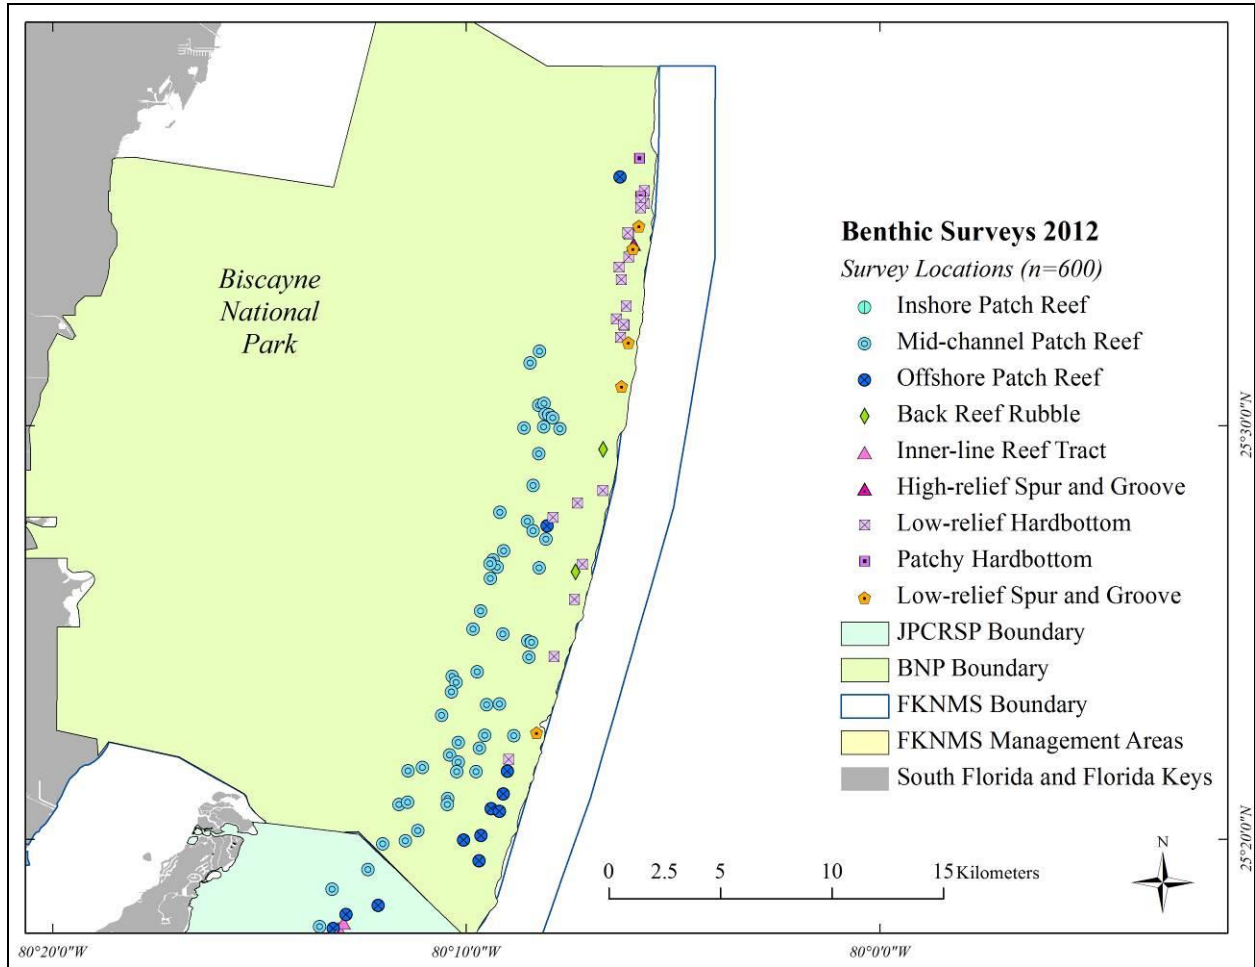 Biscayne
National
Park
Benthic Surveys 2012
Survey Locations (n=600)
Inshore Patch Reef
Mid-channel Patch Reef
Offshore Patch Reef
Back Reef Rubble
Inner-line Reef Tract
High-relief Spur and Groove
Low-relief Hardbottom
Patchy Hardbottom
Low-relief Spur and Groove
JPCRSP Boundary
BNP Boundary
FKNMS Boundary
FKNMS Management Areas
South Florida and Florida Keys
25°30'0"N
25°20'0"N
0 2.5 5 10 15 Kilometers
N
80°20'0"W 80°10'0"W 80°0'0"W